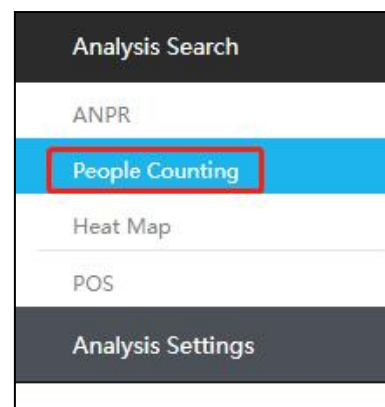 Analysis Search
ANPR
People Counting
Heat Map
POS
Analysis Settings